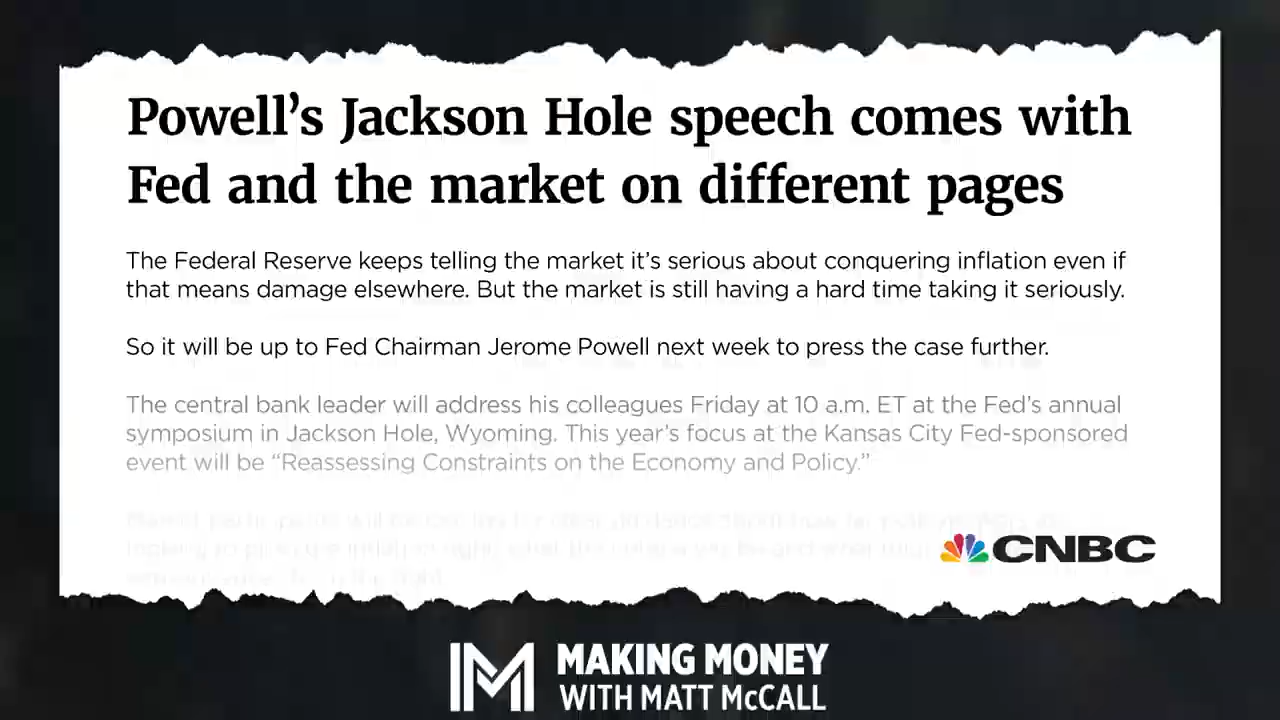 Powell's Jackson Hole speech comes with
Fed and the market on different pages
The Federal Reserve keeps telling the market it's serious about conquering inflation even if
that means damage elsewhere. But the market is still having a hard time taking it seriously.
So it will be up to Fed Chairman Jerome Powell next week to press the case further.
The central bank leader will address his colleagues Friday at 10 a.m. ET at the Fed's annual
symposium in Jackson Hole, Wyoming. This year's focus at the Kansas City Fed-sponsored
event will be “Reassessing Constraints on the Economy and Policy.”
CNBC
MAKING MONEY
WITH MATT McCALL